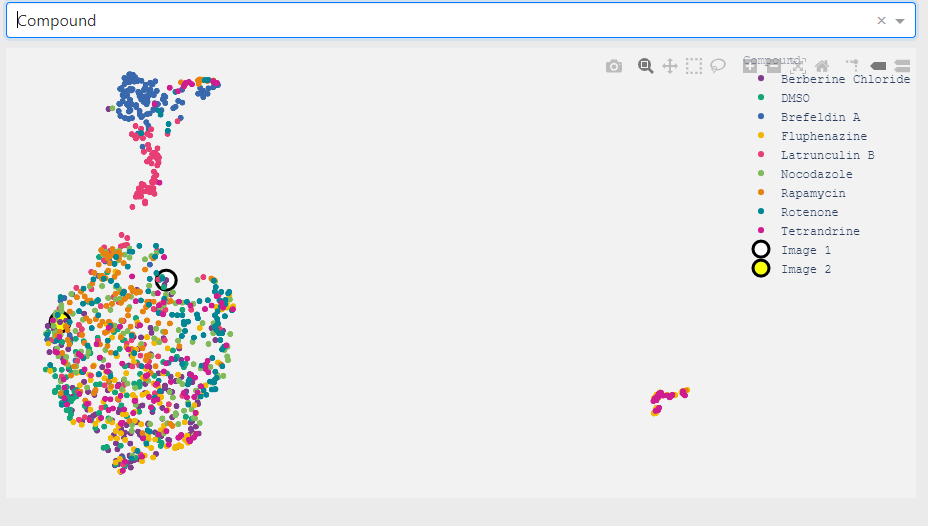 Compound
Compound
Berberine Chloride
DMSO
Brefeldin A
Fluphenazine
Latrunculin B
Nocodazole
Rapamycin
Rotenone
Tetrandrine
Image 1
Image 2